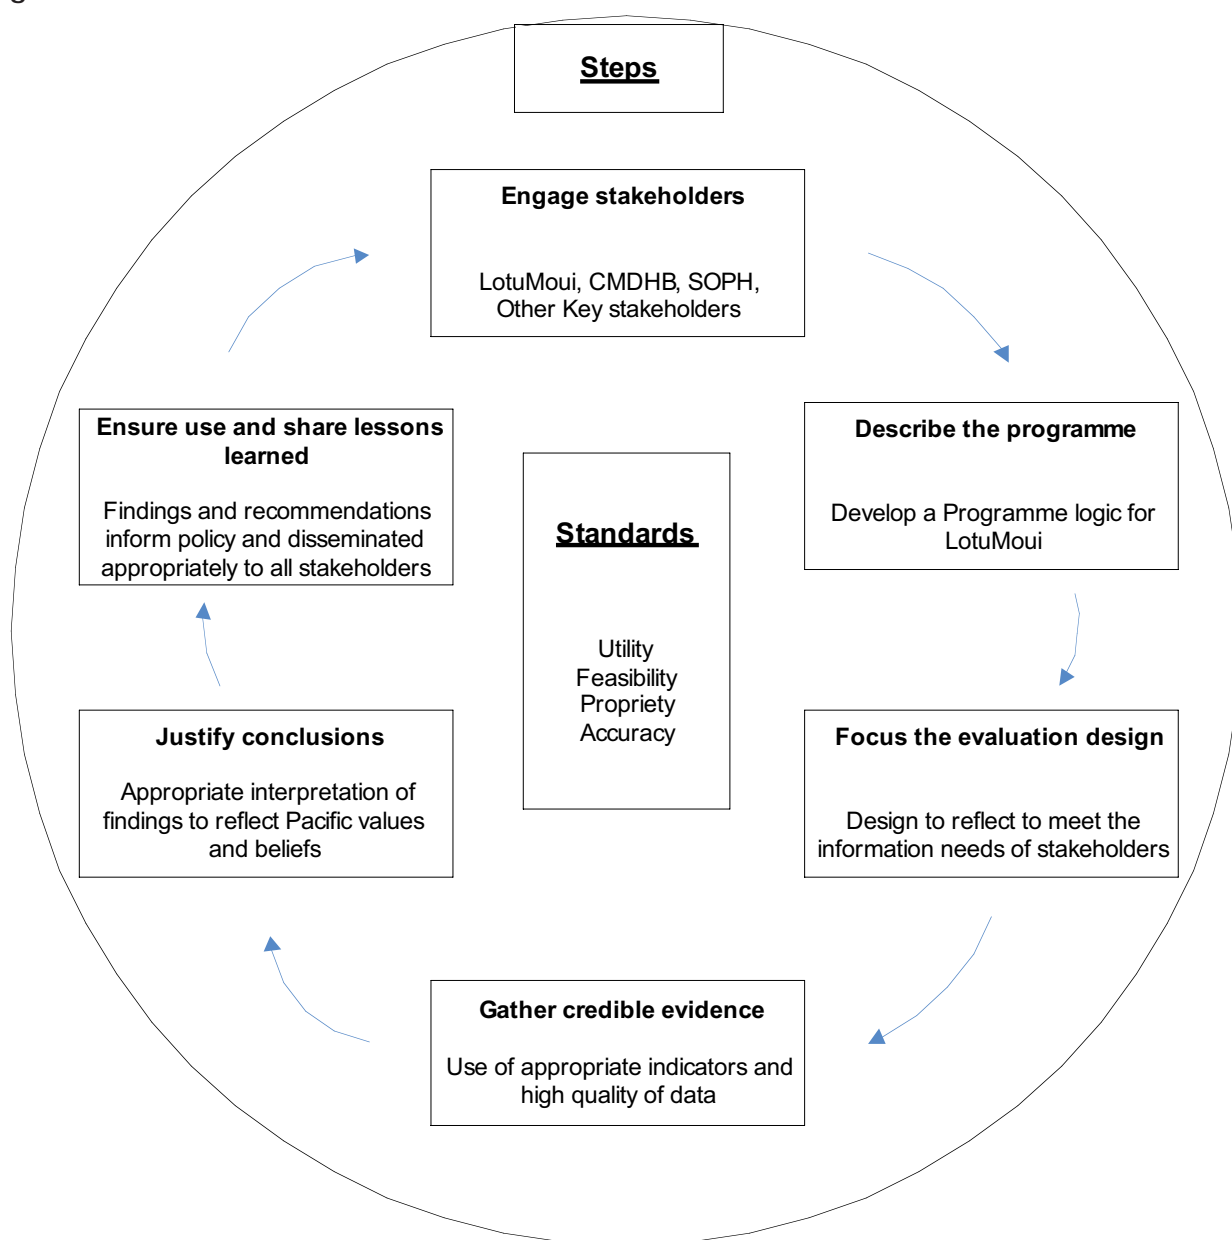 Steps
Engage stakeholders
LotuMoui, CMDHB, SOPH,
Other Key stakeholders
Describe the programme
Develop a Programme logic for
LotuMoui
Focus the evaluation design
Design to reflect to meet the
information needs of stakeholders
Gather credible evidence
Use of appropriate indicators and
high quality of data
Justify conclusions
Appropriate interpretation of
findings to reflect Pacific values
and beliefs
Ensure use and share lessons
learned
Findings and recommendations
inform policy and disseminated
appropriately to all stakeholders
Standards
Utility
Feasibility
Propriety
Accuracy